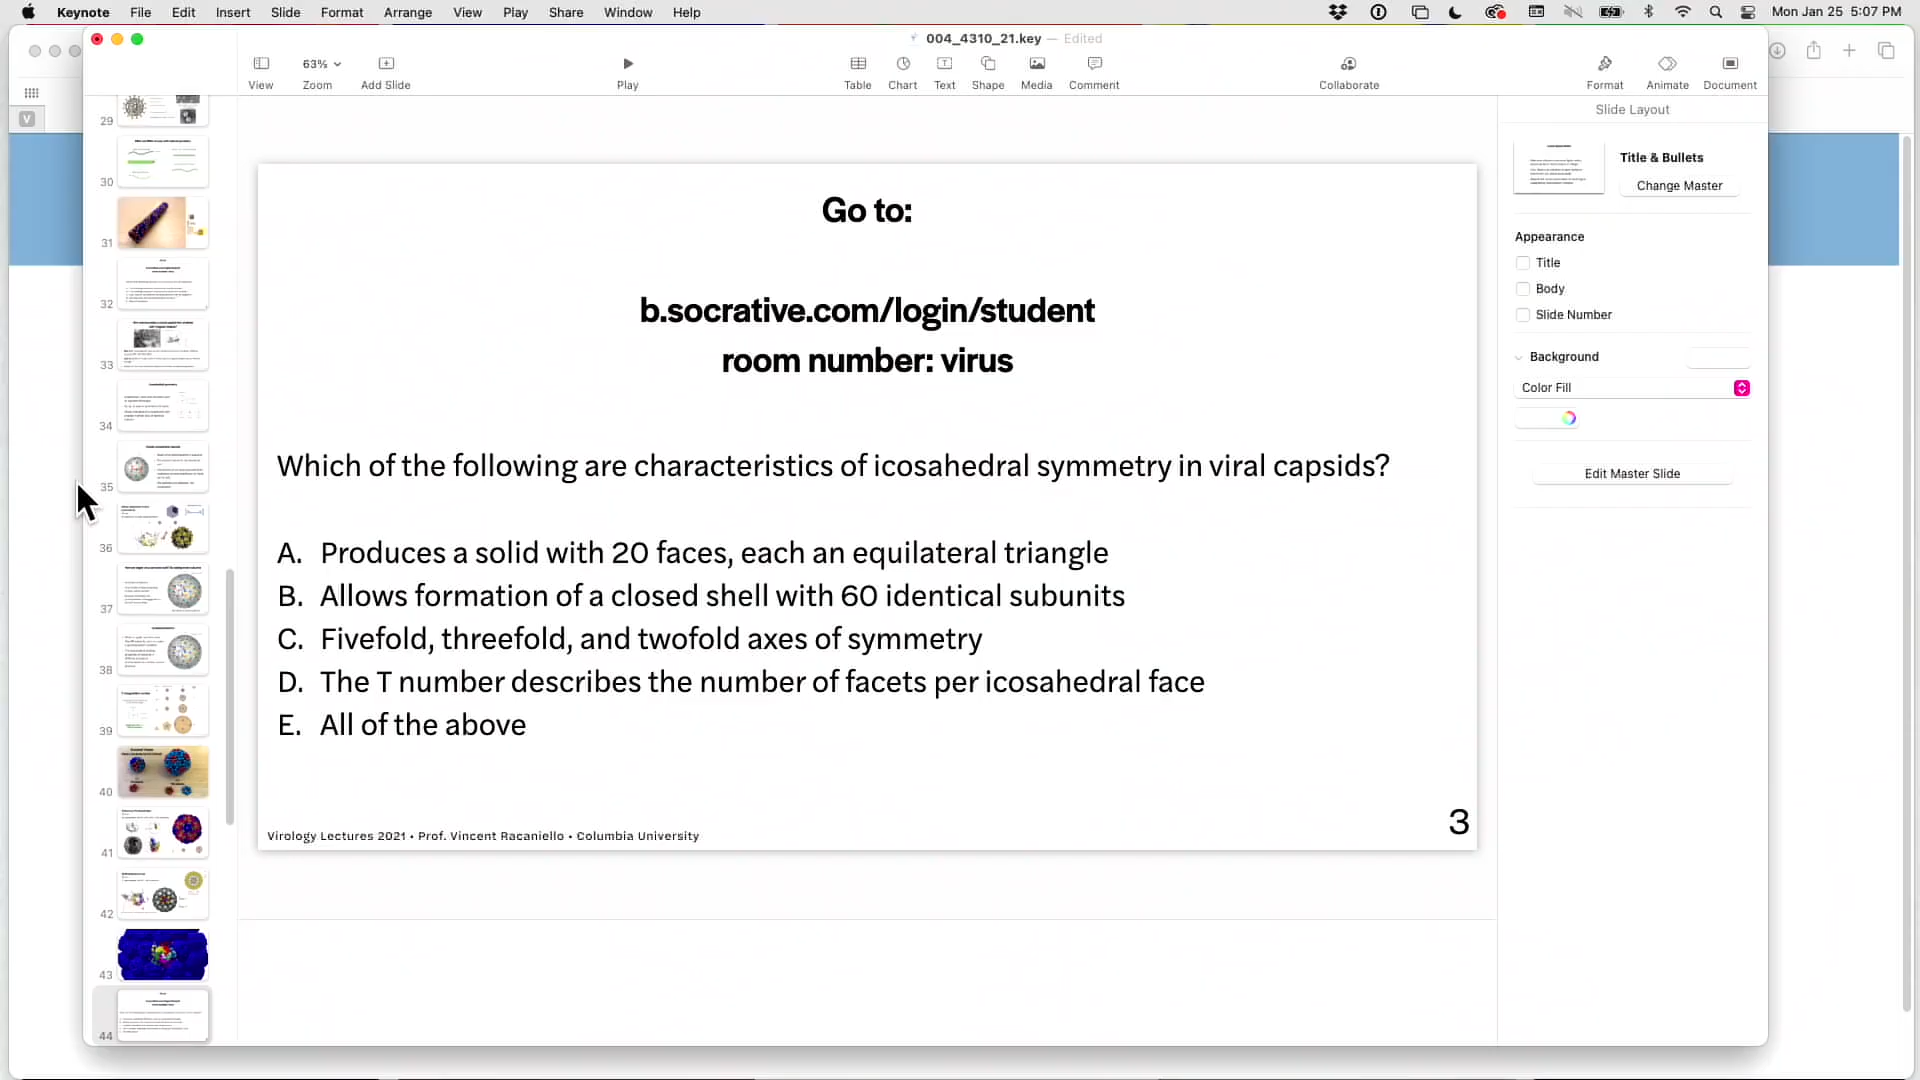 Keynote File Edit Insert Slide Format Arrange View Play Share Window Help Mon Jan 25 5:07 PM
004_4310_21.key — Edited
63%
View Zoom Add Slide Play Table Chart Text Shape Media Comment Collaborate Format Animate Document
Slide Layout
V
Title & Bullets
Change Master
Appearance
Title
Body
Slide Number
Background
Color Fill
Edit Master Slide
29
30
31
32
33
34
35
36
37
38
39
40
41
42
43
44
Go to:
b.socrative.com/login/student
room number: virus
Which of the following are characteristics of icosahedral symmetry in viral capsids?
A. Produces a solid with 20 faces, each an equilateral triangle
B. Allows formation of a closed shell with 60 identical subunits
C. Fivefold, threefold, and twofold axes of symmetry
D. The T number describes the number of facets per icosahedral face
E. All of the above
Virology Lectures 2021 • Prof. Vincent Racaniello • Columbia University
3